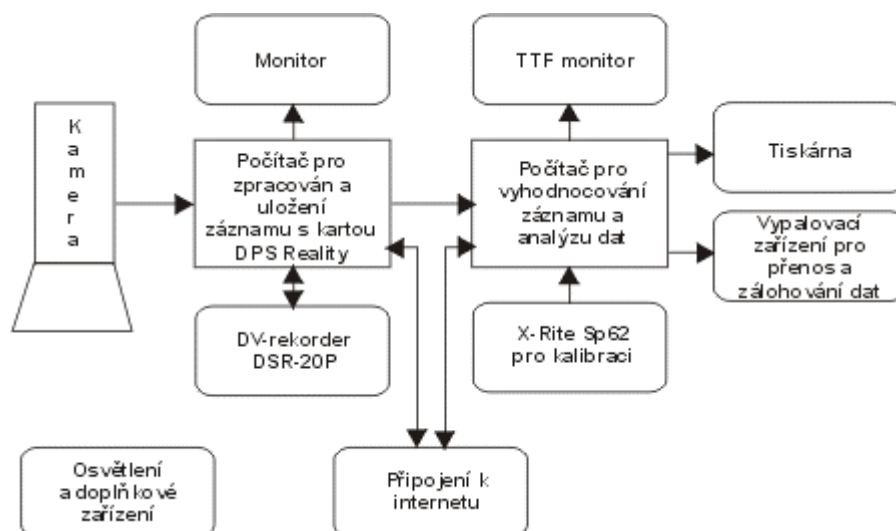 Monitor
TTF monitor
Kamera
Počítač pro
zpracován a
uložení
záznamu s kartou
DPS Reality
Počítač pro
vyhodnocování
záznamu a
analýzu dat
Tiskárna
Vypalovací
zařízení pro
přenos a
zálohování dat
DV-rekorder
DSR-20P
X-Rite Sp62
pro kalibraci
Osvětlení
a doplňkové
zařízení
Připojení k
internetu